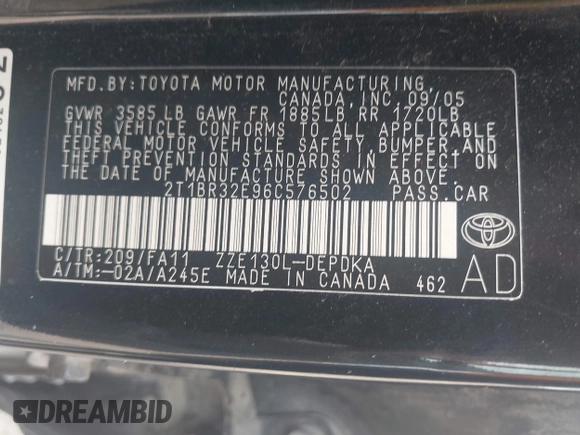 MFD. BY: TOYOTA MOTOR MANUFACTURING,
CANADA, INC. 09/05
GVWR 3585 LB GAWR FR 1885LB RR 1720LB
THIS VEHICLE CONFORMS TO ALL APPLICABLE
FEDERAL MOTOR VEHICLE SAFETY, BUMPER, AND
THEFT PREVENTION STANDARDS IN EFFECT ON
THE DATE OF MANUFACTURE SHOWN ABOVE.
2T1BR32E96C576502 PASS. CAR
C/TR: 209/FA11 ZZE130L-DEPDKA
A/TM: -02A/A245E MADE IN CANADA 462
AD
DREAMBID